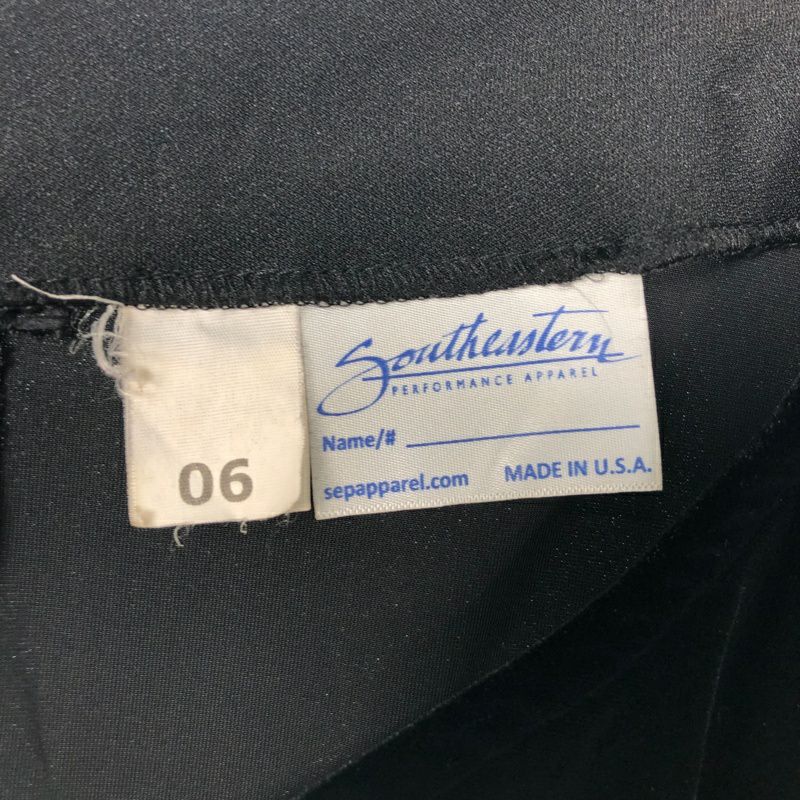 06
Southeastern
PERFORMANCE APPAREL
Name/#
sepapparel.com MADE IN U.S.A.